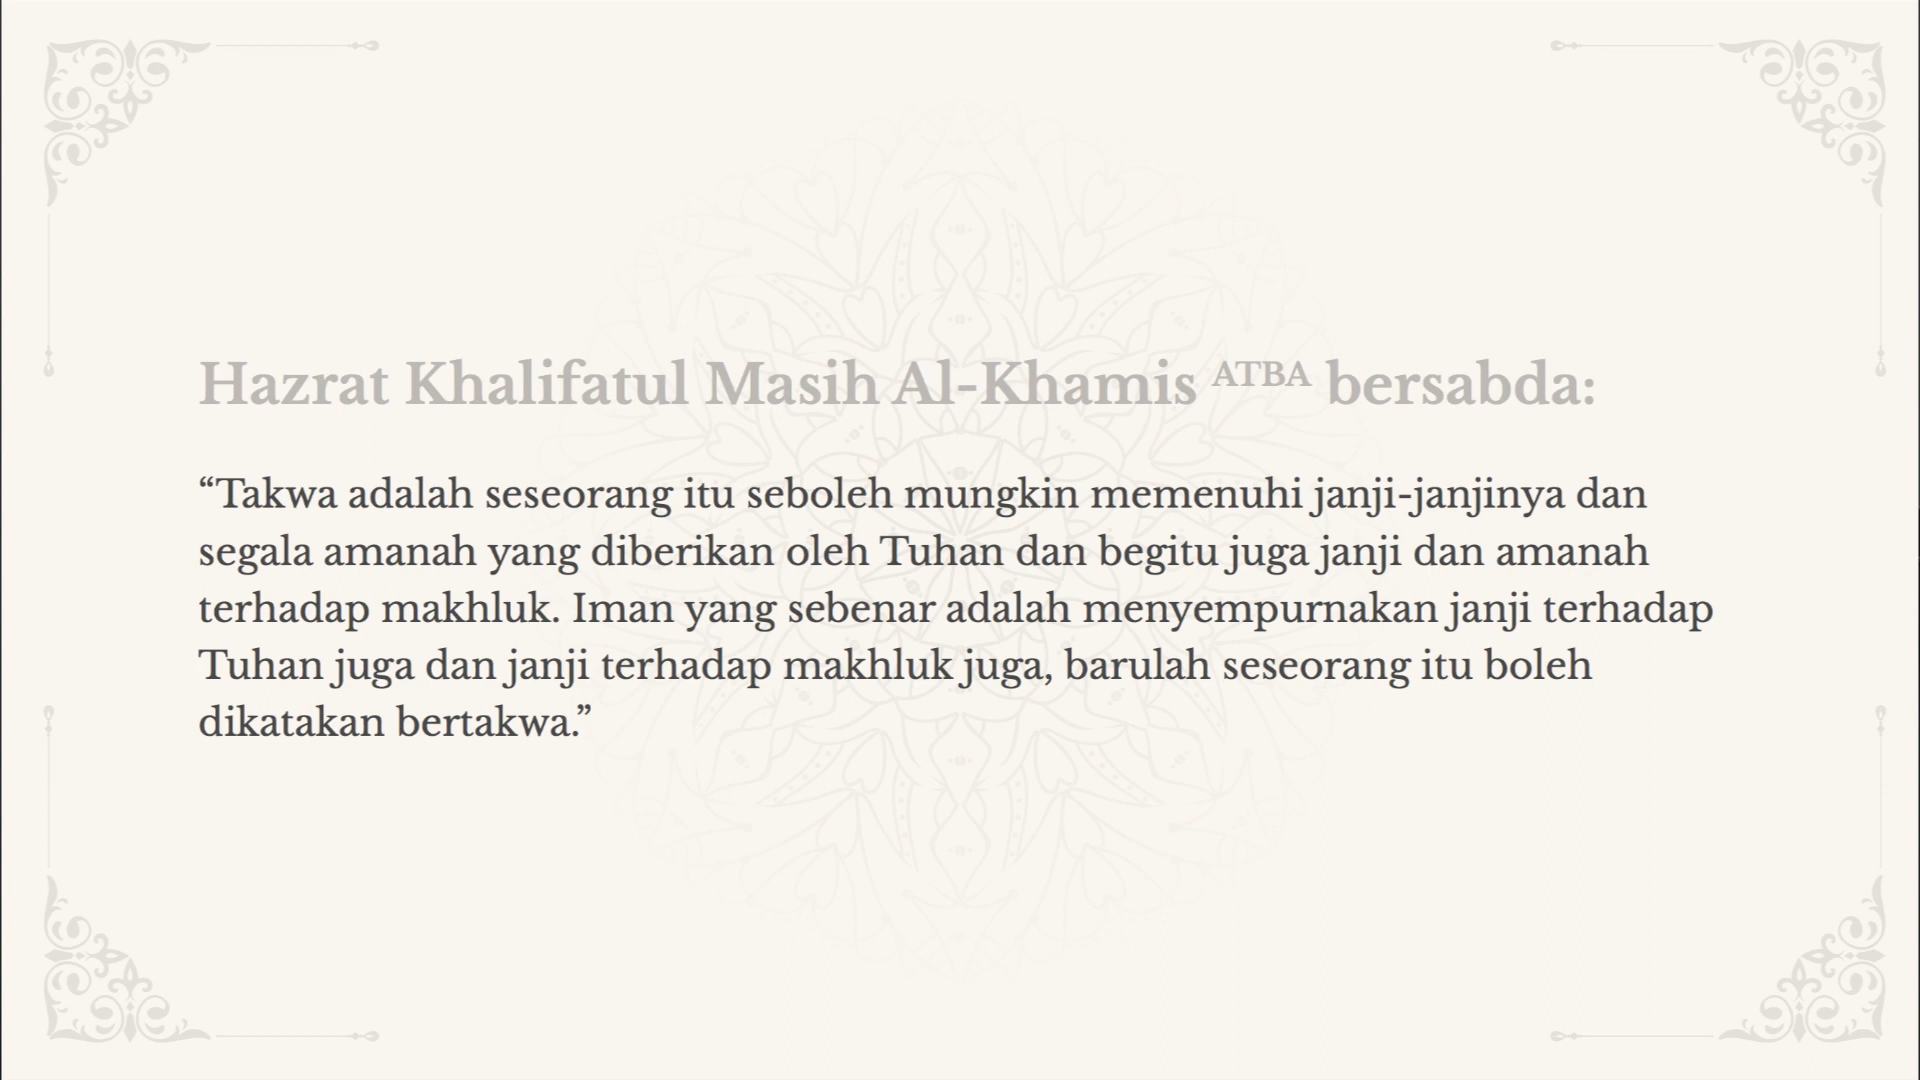 Hazrat Khalifatul Masih Al-Khamis ATBA bersabda:
“Takwa adalah seseorang itu seboleh mungkin memenuhi janji-janjinya dan
segala amanah yang diberikan oleh Tuhan dan begitu juga janji dan amanah
terhadap makhluk. Iman yang sebenar adalah menyempurnakan janji terhadap
Tuhan juga dan janji terhadap makhluk juga, barulah seseorang itu boleh
dikatakan bertakwa.”